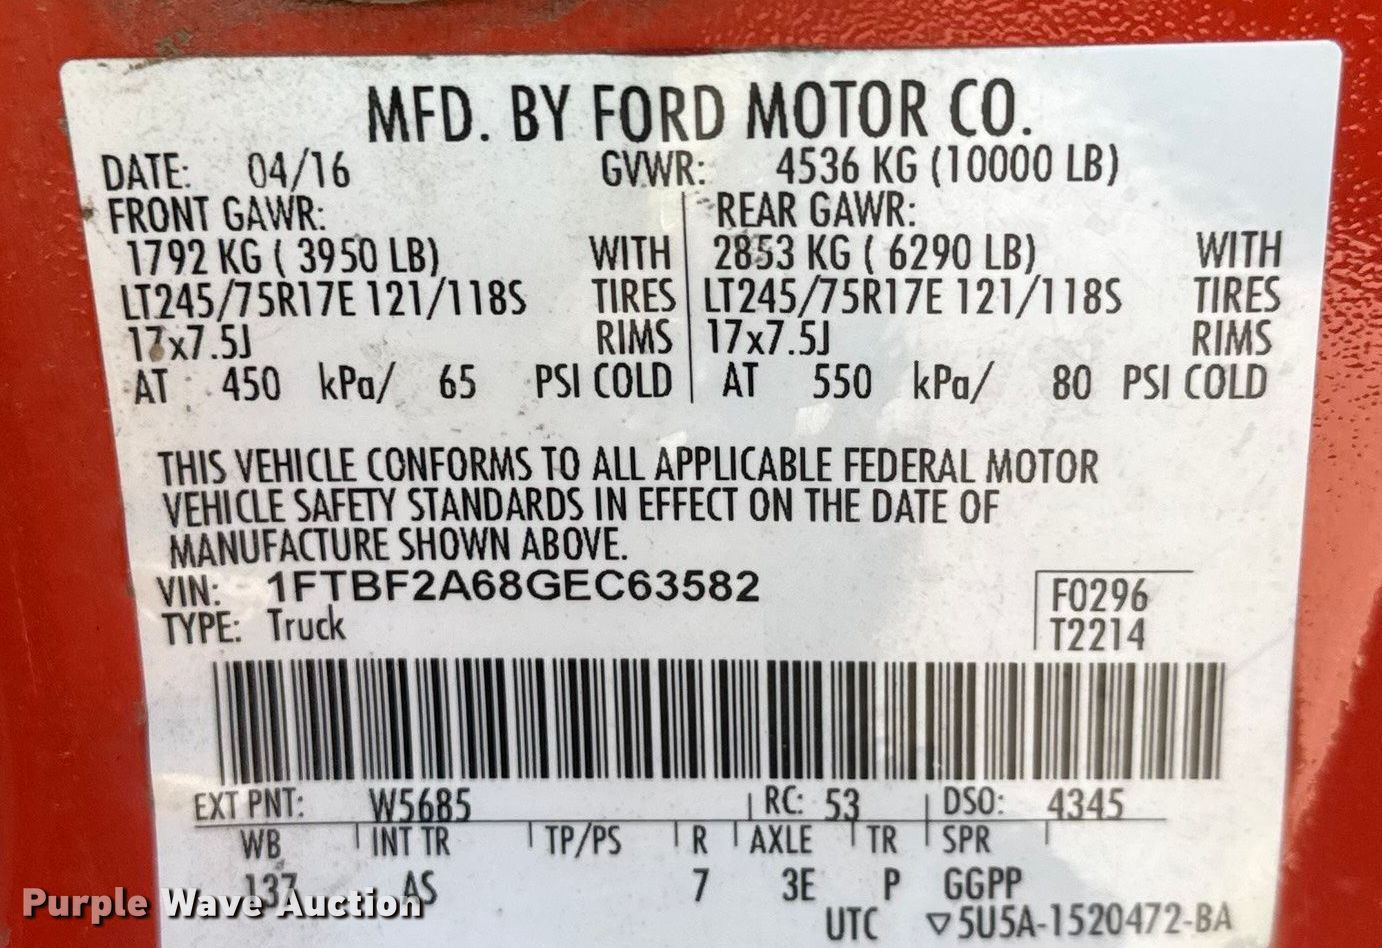 MFD. BY FORD MOTOR CO.
DATE: 04/16 GVWR: 4536 KG (10000 LB)
FRONT GAWR: REAR GAWR:
1792 KG ( 3950 LB) WITH 2853 KG ( 6290 LB) WITH
LT245/75R17E 121/118S TIRES LT245/75R17E 121/118S TIRES
17x7.5J RIMS 17x7.5J RIMS
AT 450 kPa/ 65 PSI COLD AT 550 kPa/ 80 PSI COLD
THIS VEHICLE CONFORMS TO ALL APPLICABLE FEDERAL MOTOR
VEHICLE SAFETY STANDARDS IN EFFECT ON THE DATE OF
MANUFACTURE SHOWN ABOVE.
VIN: 1FTBF2A68GEC63582 F0296
TYPE: Truck T2214
EXT PNT: W5685 RC: 53 DSO: 4345
WB INT TR TP/PS R AXLE TR SPR
137 AS 7 3E P GGPP
UTC ▽5U5A-1520472-BA
Purple Wave Auction